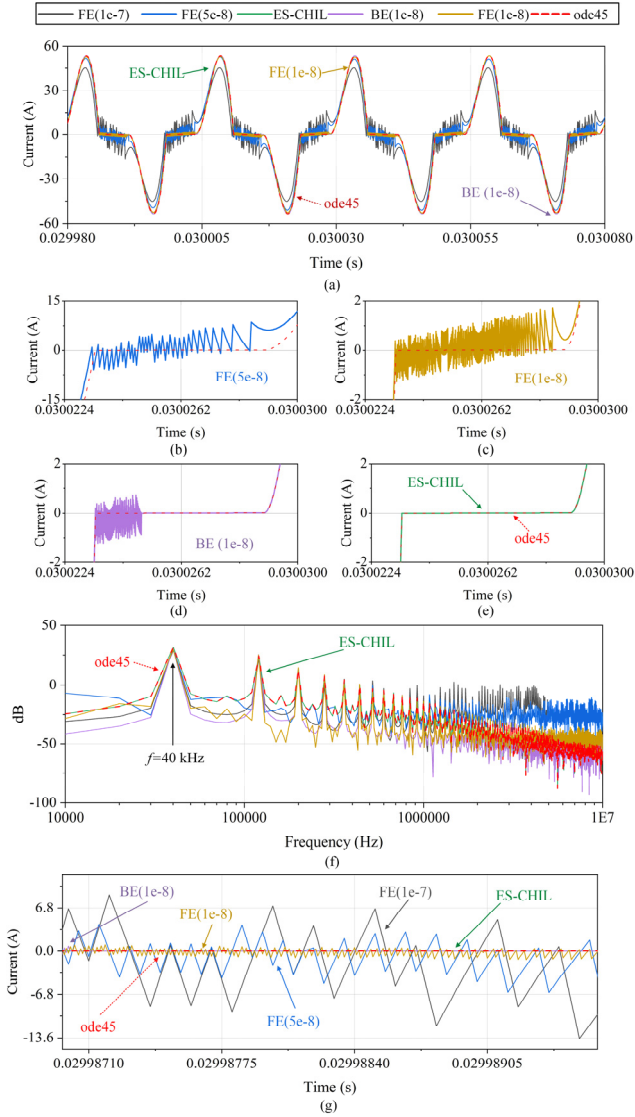 FE(1e-7) FE(5e-8) ES-CHIL BE(1e-8) FE(1e-8) ode45
60
30
0
-30
-60
Current (A)
ES-CHIL
FE(1e-8)
ode45
BE (1e-8)
0.029980 0.030005 0.030030 0.030055 0.030080
Time (s)
(a)
15
0
-15
Current (A)
FE(5e-8)
0.0300224 0.0300262 0.0300300
Time (s)
(b)
2
0
-2
Current (A)
FE(1e-8)
0.0300224 0.0300262 0.0300300
Time (s)
(c)
2
0
-2
Current (A)
BE (1e-8)
0.0300224 0.0300262 0.0300300
Time (s)
(d)
2
0
-2
Current (A)
ES-CHIL
ode45
0.0300224 0.0300262 0.0300300
Time (s)
(e)
50
0
-50
-100
dB
ode45
ES-CHIL
f=40 kHz
10000 100000 1000000 1E7
Frequency (Hz)
(f)
6.8
0.0
-6.8
-13.6
Current (A)
BE(1e-8)
FE(1e-8)
FE(1e-7)
ES-CHIL
ode45
FE(5e-8)
0.02998710 0.02998775 0.02998840 0.02998905
Time (s)
(g)